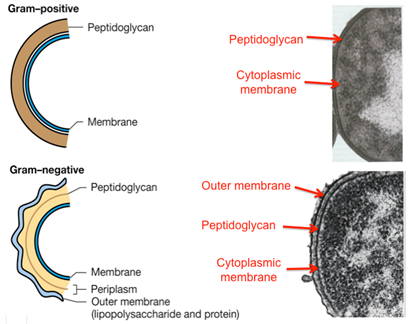 Gram–positive
Peptidoglycan
Membrane
Peptidoglycan
Cytoplasmic
membrane
Gram–negative
Peptidoglycan
Membrane
Periplasm
Outer membrane
(lipopolysaccharide and protein)
Outer membrane
Peptidoglycan
Cytoplasmic
membrane